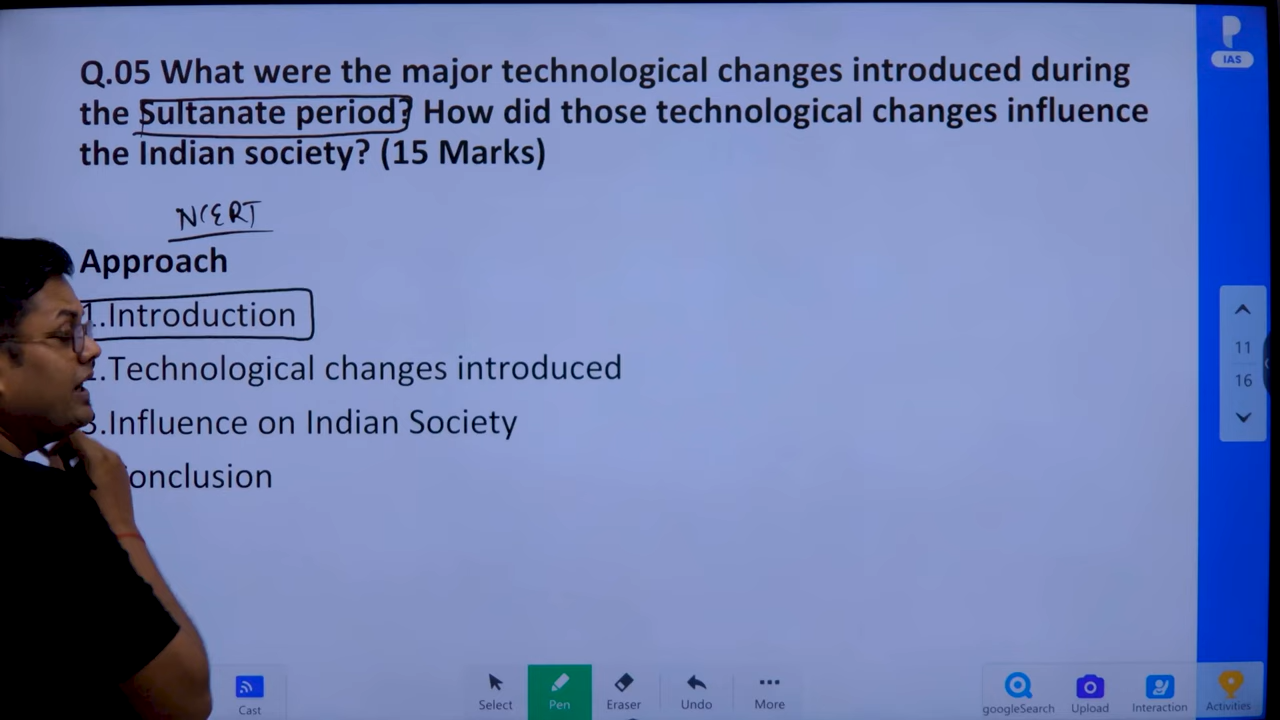 Q.05 What were the major technological changes introduced during
the Sultanate period? How did those technological changes influence
the Indian society? (15 Marks)
NCERT
Approach
1.Introduction
.Technological changes introduced
3.Influence on Indian Society
onclusion
IAS
11
16
Cast
Select
Pen
Eraser
Undo
More
googleSearch
Upload
Interaction
Activities